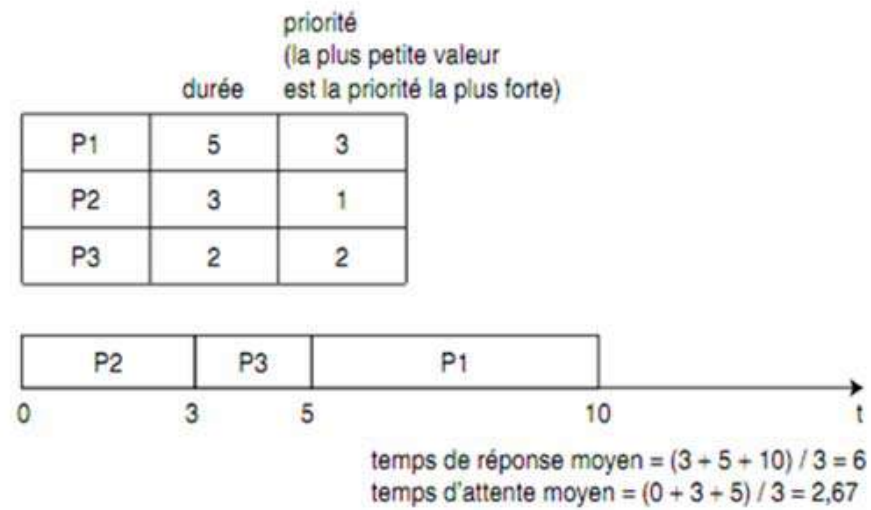 priorité
(la plus petite valeur
durée est la priorité la plus forte)
P1 5 3
P2 3 1
P3 2 2
P2 P3 P1
0 3 5 10 t
temps de réponse moyen = (3 + 5 + 10) / 3 = 6
temps d'attente moyen = (0 + 3 + 5) / 3 = 2,67